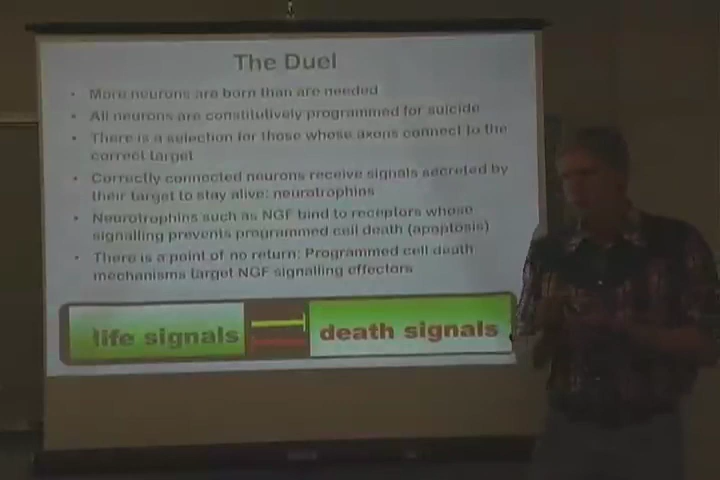 The Duel
• More neurons are born than are needed
• All neurons are constitutively programmed for suicide
• There is a selection for those whose axons connect to the
correct target
• Correctly connected neurons receive signals secreted by
their target to stay alive: neurotrophins
• Neurotrophins such as NGF bind to receptors whose
signalling prevents programmed cell death (apoptosis)
• There is a point of no return: Programmed cell death
mechanisms target NGF signalling effectors
life signals
death signals